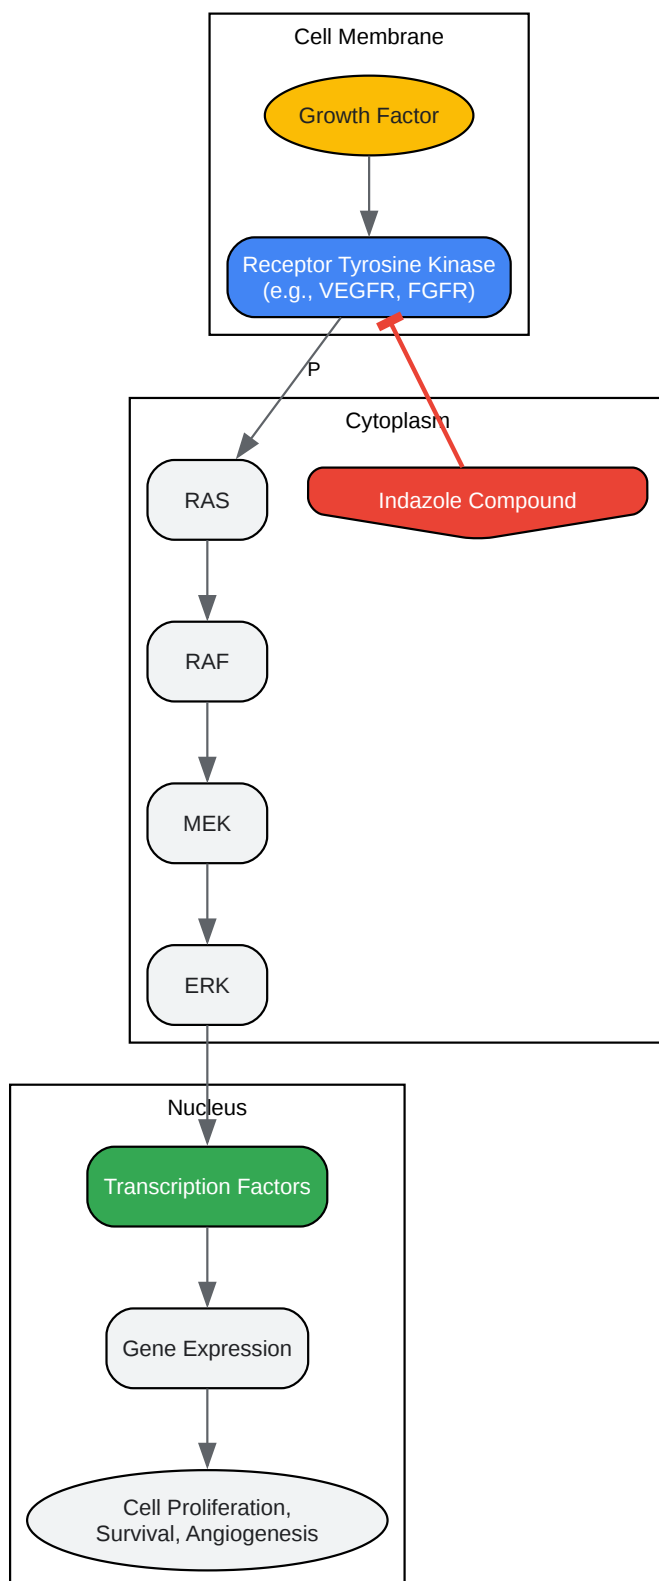 Cell Membrane
Growth Factor
Receptor Tyrosine Kinase
(e.g., VEGFR, FGFR)
P
Cytoplasm
RAS
Indazole Compound
RAF
MEK
ERK
Nucleus
Transcription Factors
Gene Expression
Cell Proliferation,
Survival, Angiogenesis